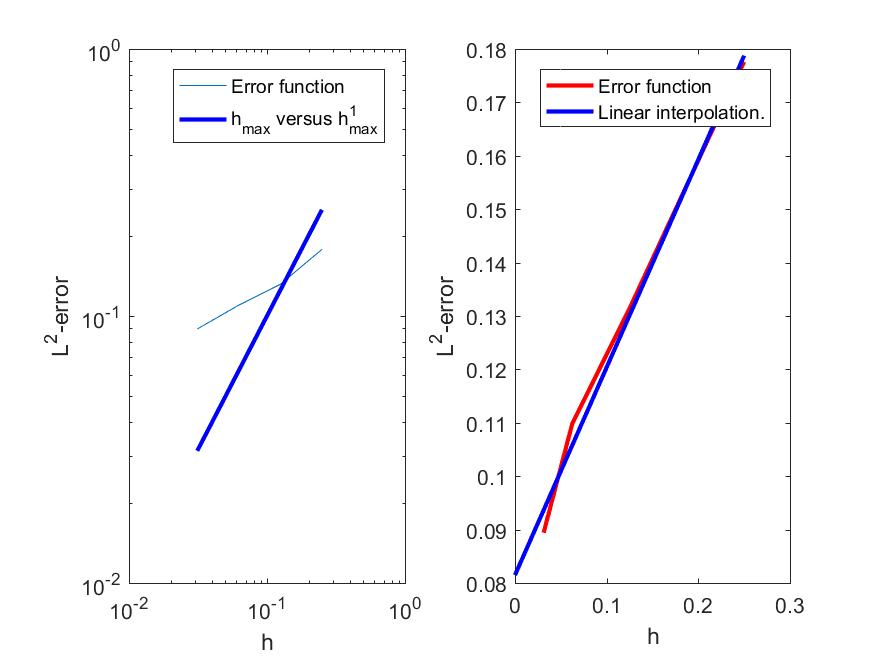 10^0
10^-1
10^-2
10^-2
10^-1
10^0
h
L^2-error
Error function
h_max versus h^1_max
0.18
0.17
0.16
0.15
0.14
0.13
0.12
0.11
0.1
0.09
0.08
0
0.1
0.2
0.3
h
L^2-error
Error function
Linear interpolation.